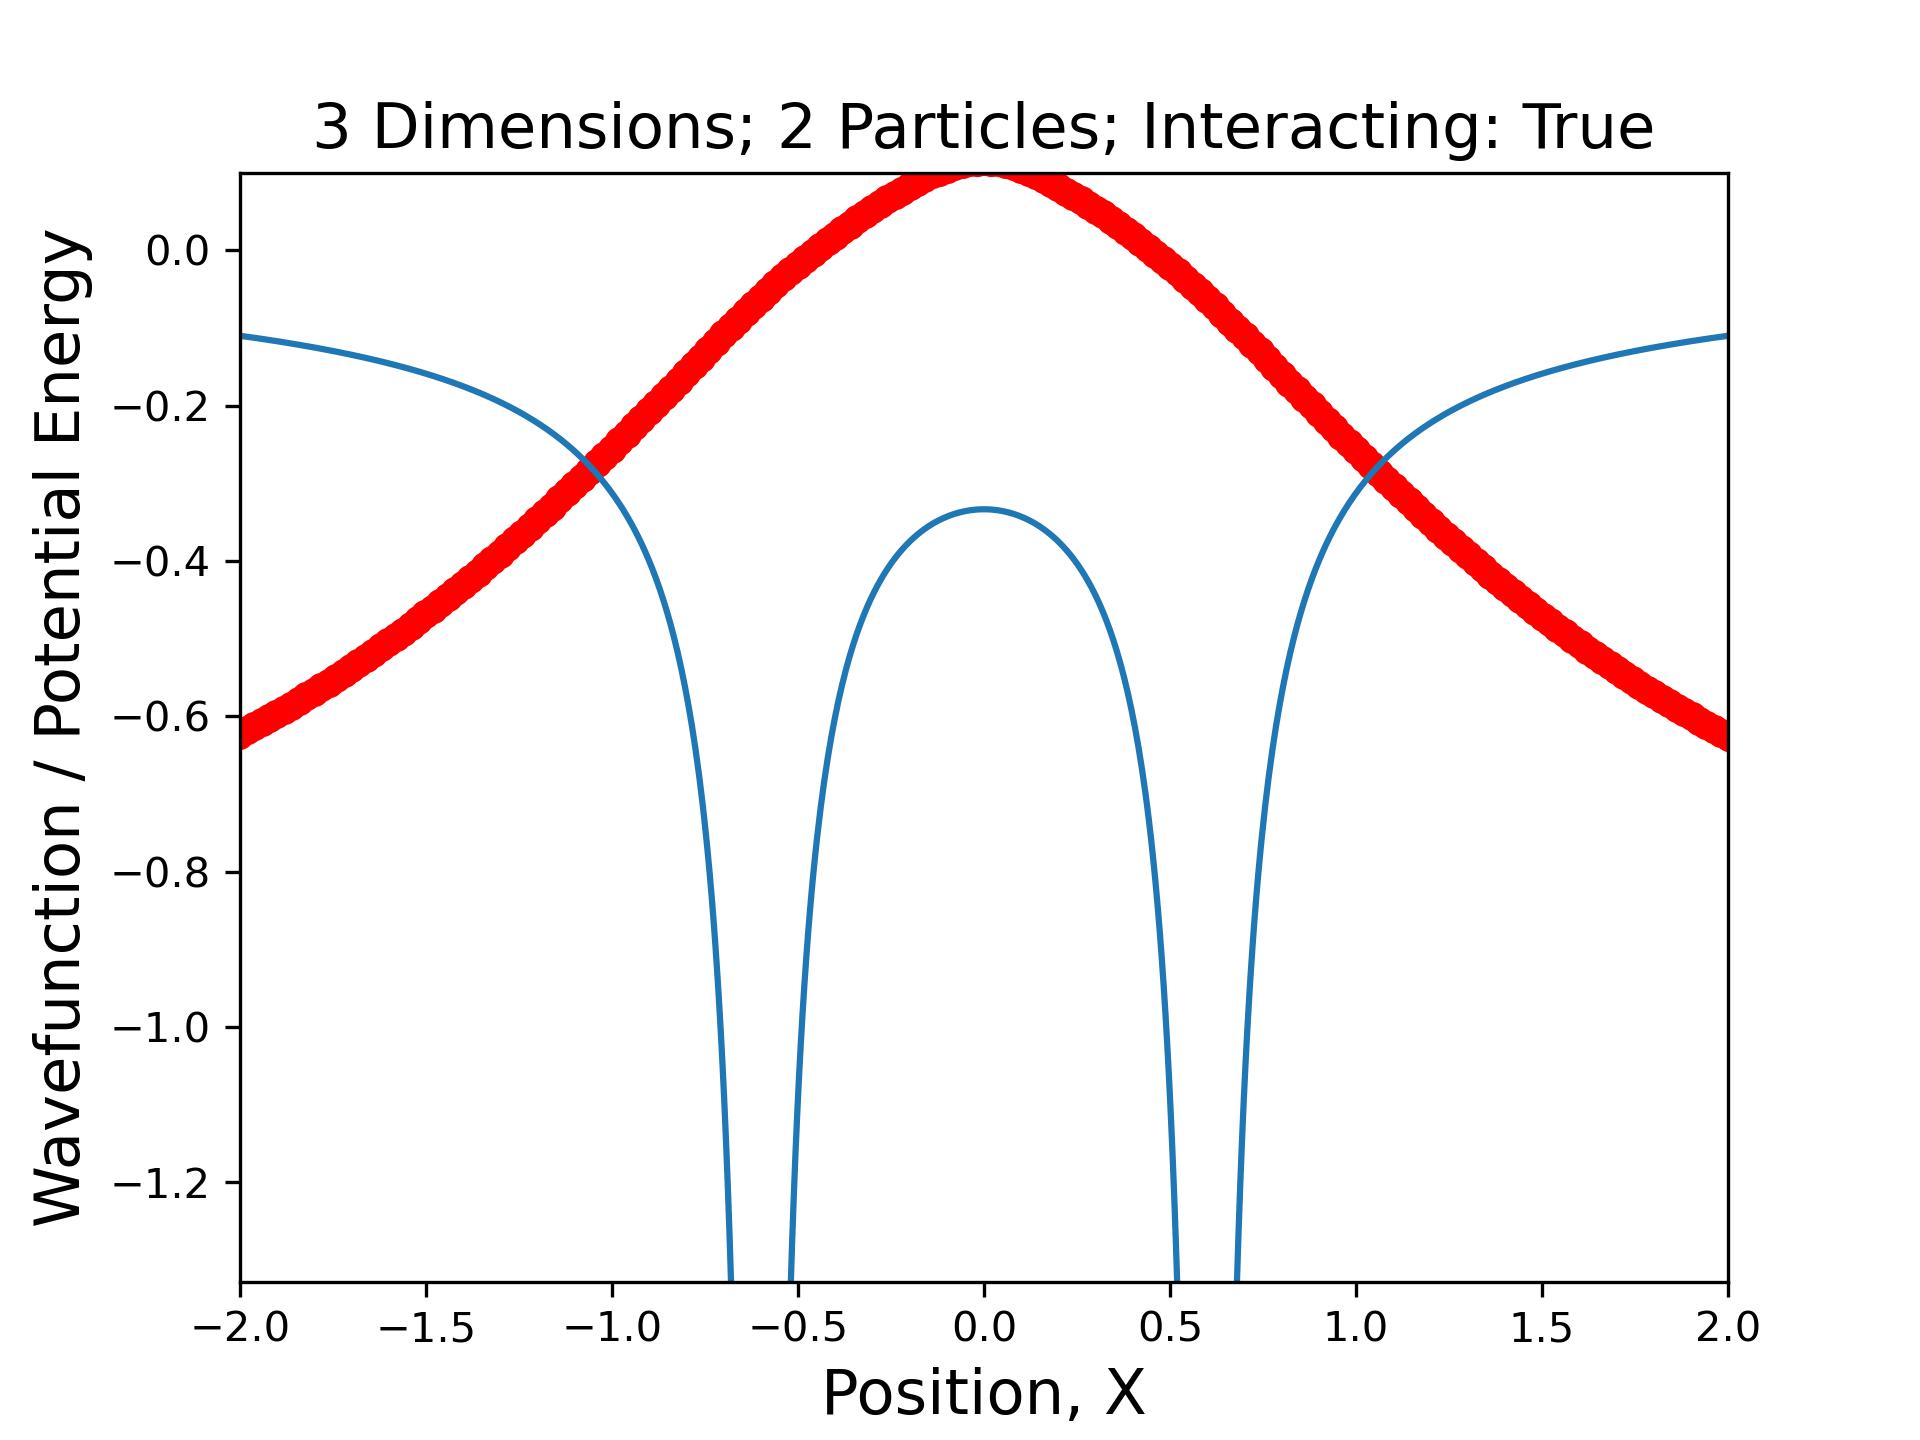 3 Dimensions; 2 Particles; Interacting: True
Wavefunction / Potential Energy
0.0
−0.2
−0.4
−0.6
−0.8
−1.0
−1.2
−2.0 −1.5 −1.0 −0.5 0.0 0.5 1.0 1.5 2.0
Position, X